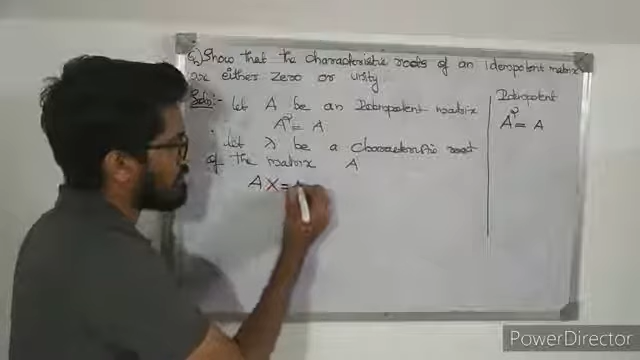 Q) Show that the characteristic roots of an Idempotent matrix
are either zero or unity.
Soln:- Let A be an Idempotent matrix
A² = A
Let λ be a characteristic root
of the matrix A
AX =
Idempotent
A² = A
PowerDirector